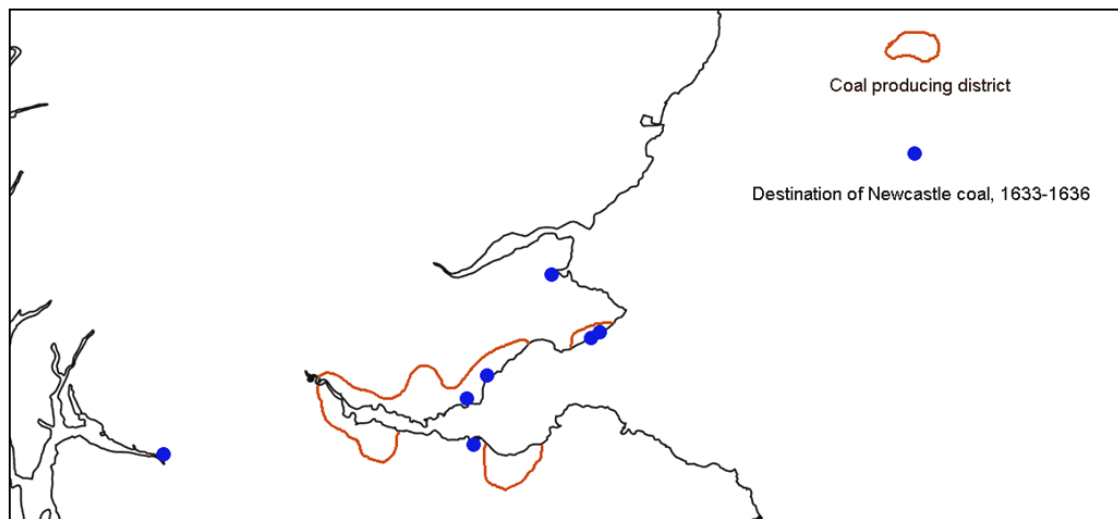 Coal producing district
Destination of Newcastle coal, 1633-1636